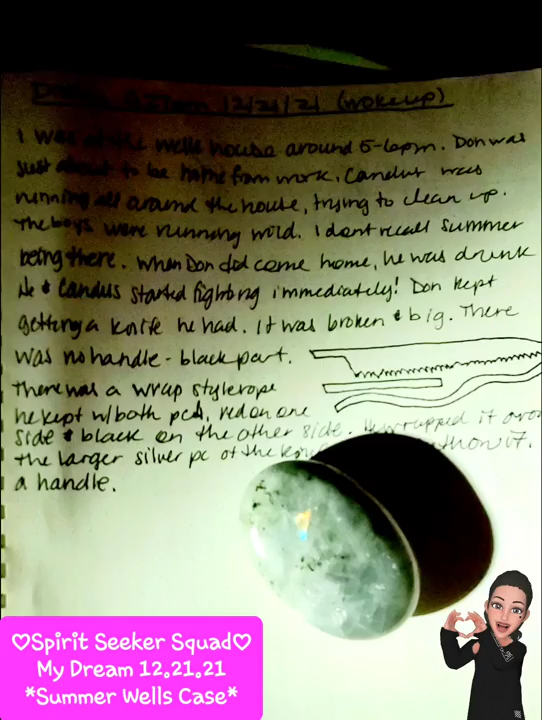 12/21/21 (wokeup)
I was at the wells house around 5-6pm. Don was
just about to be home from work. Candus was
running all around the house, trying to clean up.
The boys were running wild. I dont recall summer
being there. When Don did come home, he was drunk
He & Candus started fighting immediately! Don kept
getting a knife he had. It was broken & big. There
was no handle - black part.
There was a wrap style rope
he kept w/both pcs, red on one
side & black on the other side. He wrapped it
the larger silver pc of the
a handle.
♡Spirit Seeker Squad♡
My Dream 12.21.21
*Summer Wells Case*